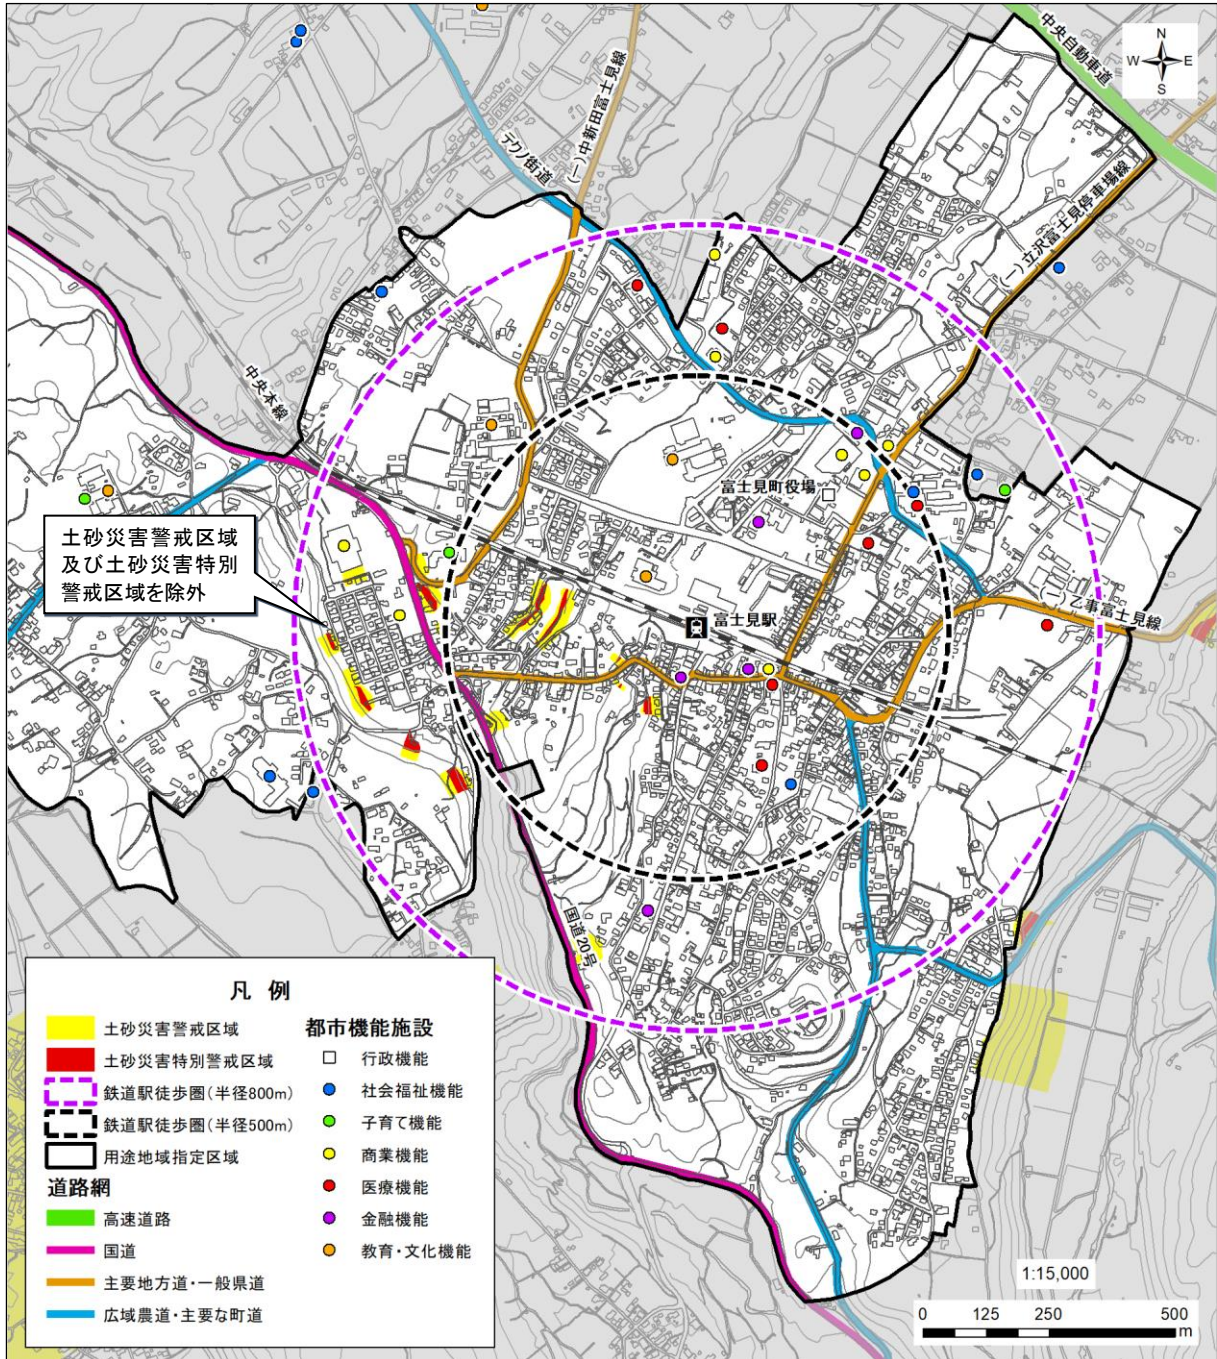 中央自動車道
N
W E
S
(一)中新田富士見線
テクノ街道
(一)立沢富士見停車場線
中央本線
富士見町役場
土砂災害警戒区域
及び土砂災害特別
警戒区域を除外
富士見駅
(一)乙事富士見線
国道20号
凡 例
土砂災害警戒区域
土砂災害特別警戒区域
鉄道駅徒歩圏(半径800m)
鉄道駅徒歩圏(半径500m)
用途地域指定区域
道路網
高速道路
国道
主要地方道・一般県道
広域農道・主要な町道
都市機能施設
行政機能
社会福祉機能
子育て機能
商業機能
医療機能
金融機能
教育・文化機能
1:15,000
0 125 250 500
m